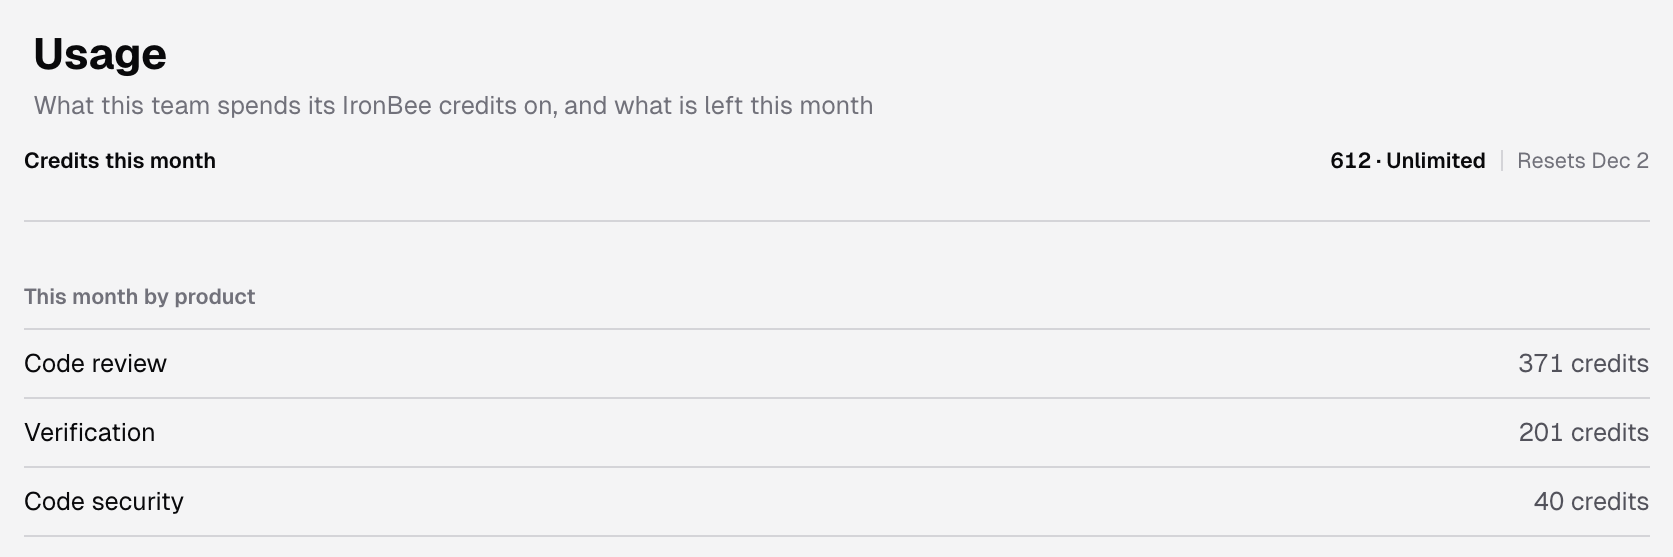 Usage
What this team spends its IronBee credits on, and what is left this month
Credits this month
612 · Unlimited
Resets Dec 2
This month by product
Code review
371 credits
Verification
201 credits
Code security
40 credits